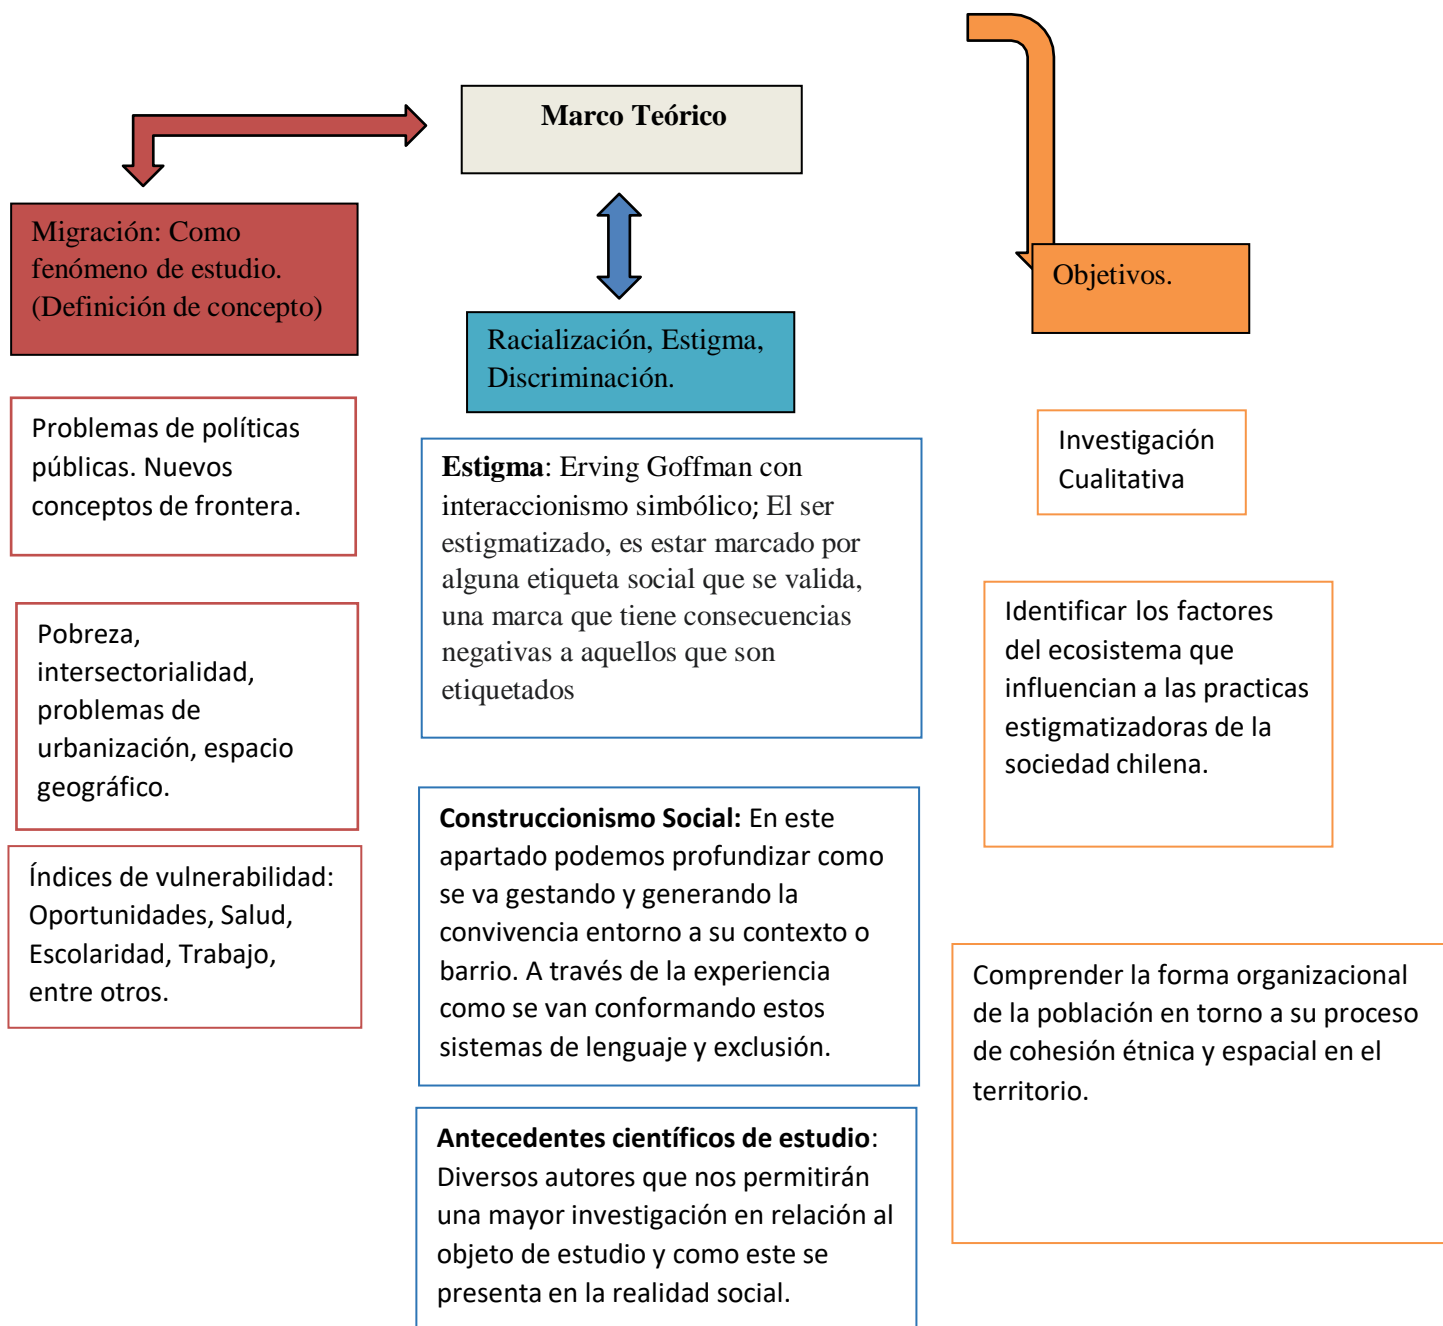 Marco Teórico
Migración: Como
fenómeno de estudio.
(Definición de concepto)
Problemas de políticas
públicas. Nuevos
conceptos de frontera.
Pobreza,
intersectorialidad,
problemas de
urbanización, espacio
geográfico.
Índices de vulnerabilidad:
Oportunidades, Salud,
Escolaridad, Trabajo,
entre otros.
Racialización, Estigma,
Discriminación.
Estigma: Erving Goffman con
interaccionismo simbólico; El ser
estigmatizado, es estar marcado por
alguna etiqueta social que se valida,
una marca que tiene consecuencias
negativas a aquellos que son
etiquetados
Construccionismo Social: En este
apartado podemos profundizar como
se va gestando y generando la
convivencia entorno a su contexto o
barrio. A través de la experiencia
como se van conformando estos
sistemas de lenguaje y exclusión.
Antecedentes científicos de estudio:
Diversos autores que nos permitirán
una mayor investigación en relación al
objeto de estudio y como este se
presenta en la realidad social.
Objetivos.
Investigación
Cualitativa
Identificar los factores
del ecosistema que
influencian a las practicas
estigmatizadoras de la
sociedad chilena.
Comprender la forma organizacional
de la población en torno a su proceso
de cohesión étnica y espacial en el
territorio.